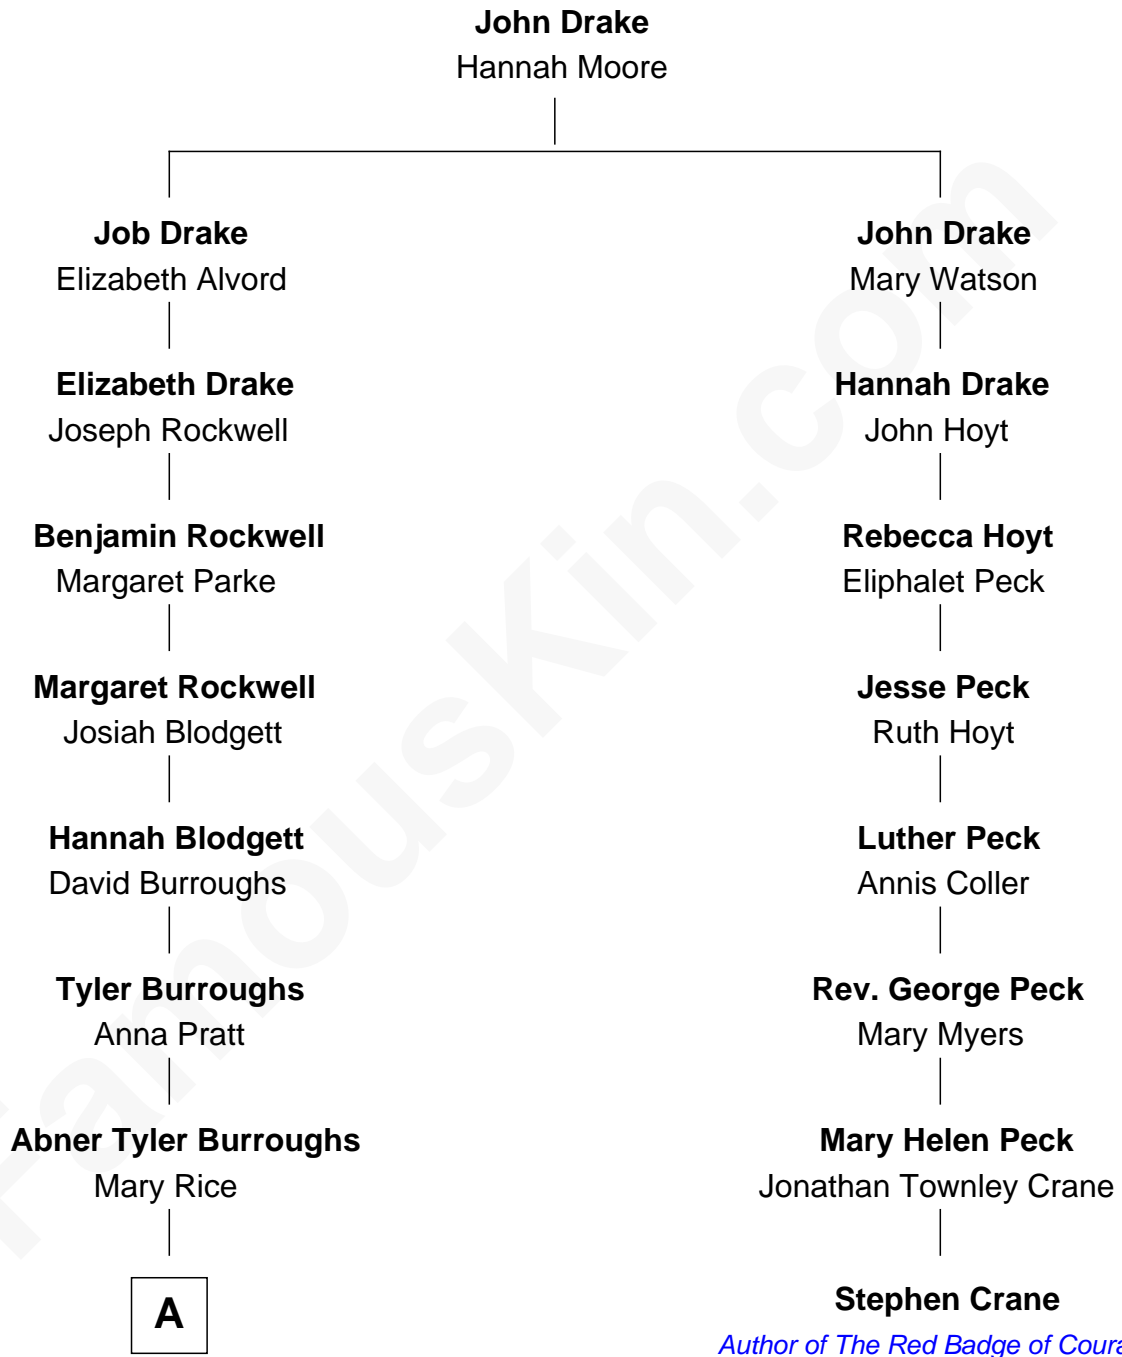 John Drake
Hannah Moore
Job Drake
Elizabeth Alvord
John Drake
Mary Watson
Elizabeth Drake
Joseph Rockwell
Hannah Drake
John Hoyt
Benjamin Rockwell
Margaret Parke
Rebecca Hoyt
Eliphalet Peck
Margaret Rockwell
Josiah Blodgett
Jesse Peck
Ruth Hoyt
Hannah Blodgett
David Burroughs
Luther Peck
Annis Coller
Tyler Burroughs
Anna Pratt
Rev. George Peck
Mary Myers
Abner Tyler Burroughs
Mary Rice
Mary Helen Peck
Jonathan Townley Crane
A
Stephen Crane
Author of The Red Badge of
FamousKin.com